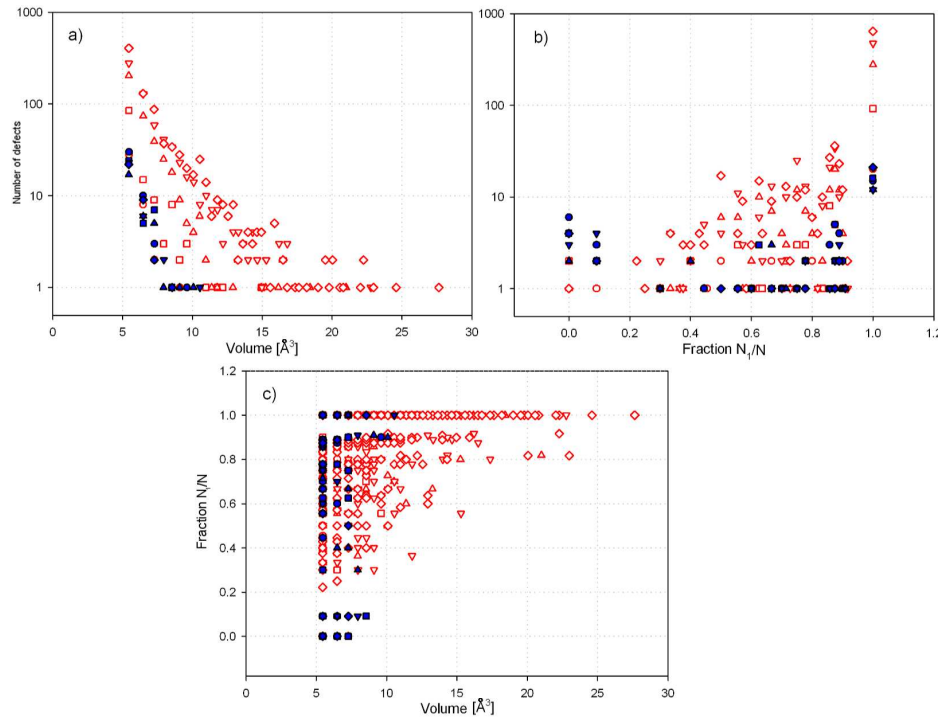 a)
Number of defects
1000
100
10
1
0 5 10 15 20 25 30
Volume [Å³]
b)
1000
100
10
1
0.0 0.2 0.4 0.6 0.8 1.0 1.2
Fraction N₁/N
c)
Fraction N₁/N
1.2
1.0
0.8
0.6
0.4
0.2
0.0
0 5 10 15 20 25 30
Volume [Å³]